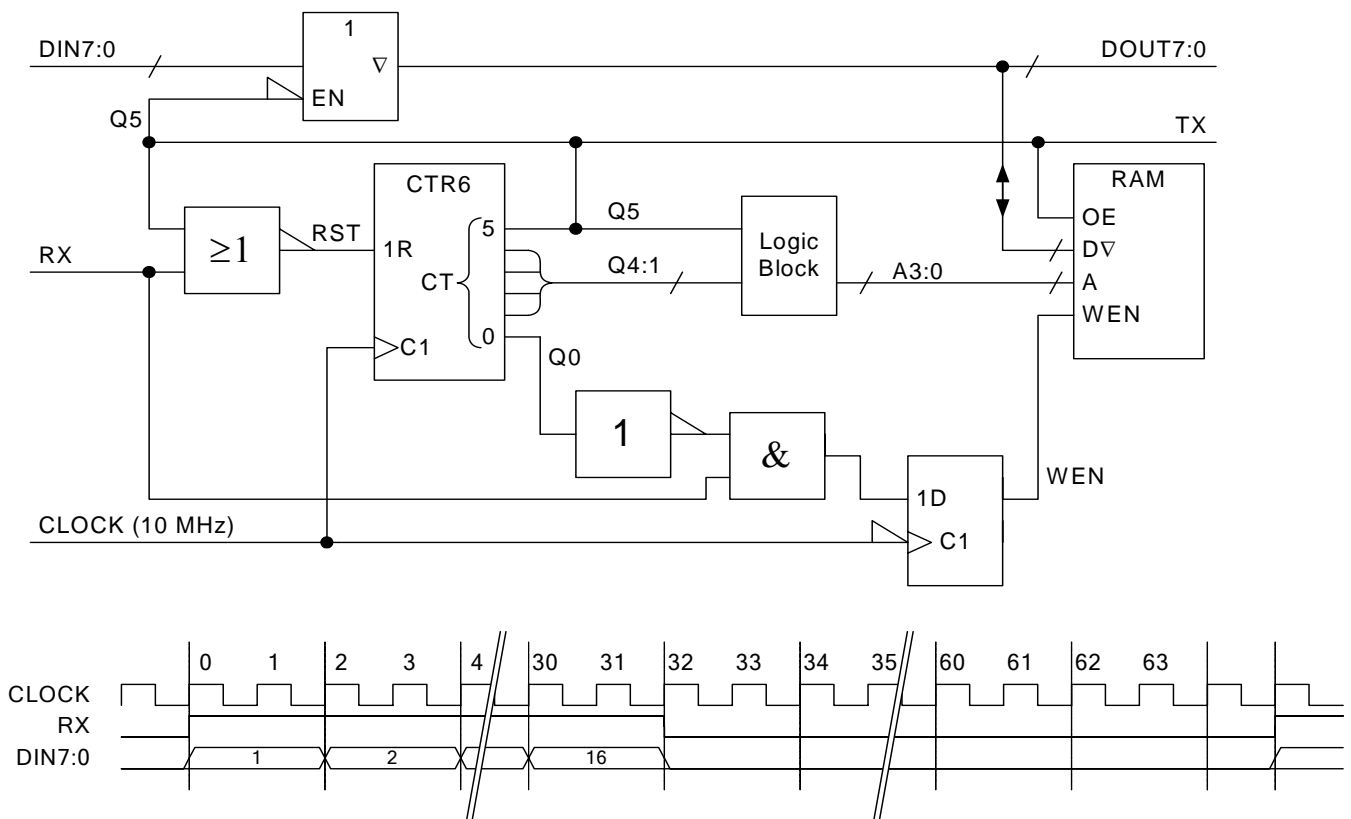 1
DIN7:0
∇
DOUT7:0
EN
Q5
TX
CTR6
RAM
5
Q5
OE
≥1
RST
1R
Logic
Block
RX
CT
Q4:1
A3:0
D∇
A
0
WEN
C1
Q0
1
&
WEN
1D
CLOCK (10 MHz)
C1
0 1 2 3 4 30 31 32 33 34 35 60 61 62 63
CLOCK
RX
DIN7:0 1 2 16